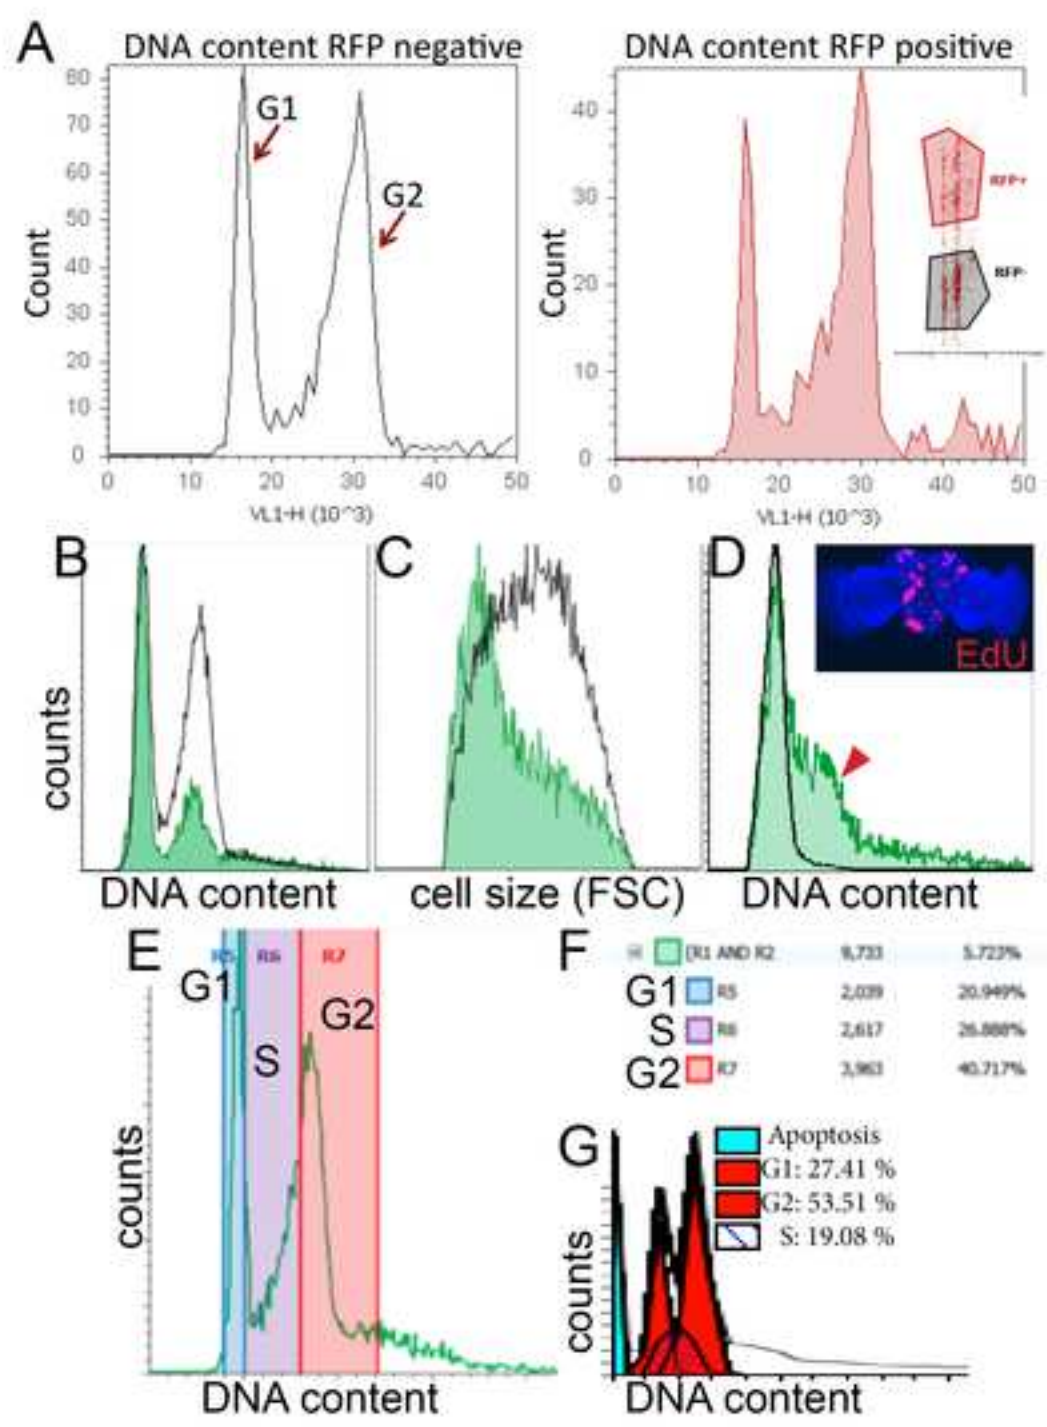 A
DNA content RFP negative
DNA content RFP positive
80
70
60
50
40
30
20
10
0
Count
G1
G2
0 10 20 30 40 50
VL1-H (10^3)
40
30
20
10
0
Count
RFP+
RFP-
0 10 20 30 40 50
VL1-H (10^3)
B
counts
DNA content
C
cell size (FSC)
D
EdU
DNA content
E
R5 R6 R7
G1
S
G2
counts
DNA content
F
R1 AND R2 9,733 5.723%
G1 R5 2,039 20.949%
S R6 2,617 26.888%
G2 R7 3,963 40.717%
G
Apoptosis
G1: 27.41 %
G2: 53.51 %
S: 19.08 %
counts
DNA content